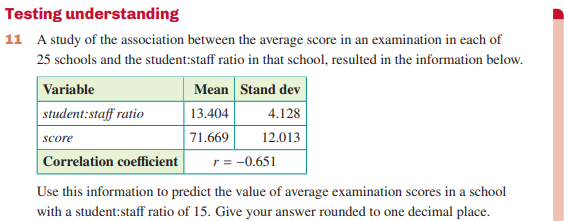 Testing understanding
11 A study of the association between the average score in an examination in each of
25 schools and the student:staff ratio in that school, resulted in the information below.
Variable Mean Stand dev
student:staff ratio 13.404 4.128
score 71.669 12.013
Correlation coefficient r = −0.651
Use this information to predict the value of average examination scores in a school
with a student:staff ratio of 15. Give your answer rounded to one decimal place.